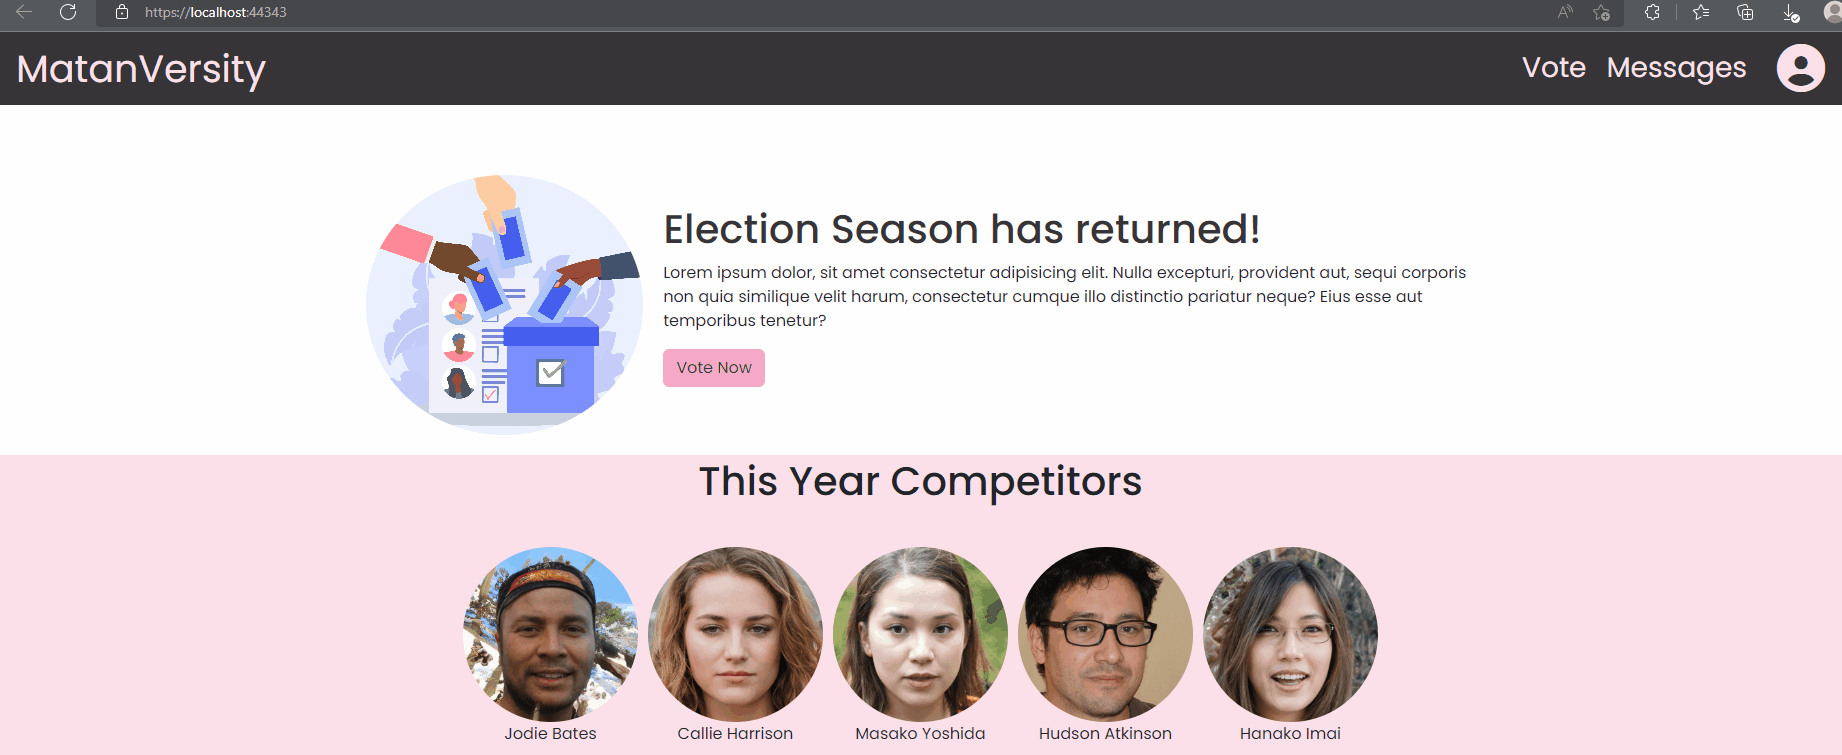 https://localhost:44343
MatanVersity
Vote Messages
Election Season has returned!
Lorem ipsum dolor, sit amet consectetur adipisicing elit. Nulla excepturi, provident aut, sequi corporis
non quia similique velit harum, consectetur cumque illo distinctio pariatur neque? Eius esse aut
temporibus tenetur?
Vote Now
This Year Competitors
Jodie Bates Callie Harrison Masako Yoshida Hudson Atkinson Hanako Imai